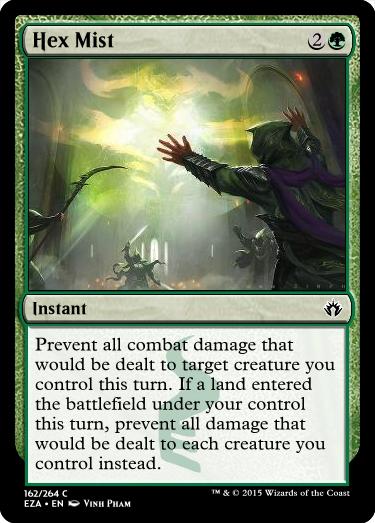 Hex Mist 2
Instant
Prevent all combat damage that
would be dealt to target creature you
control this turn. If a land entered
the battlefield under your control
this turn, prevent all damage that
would be dealt to each creature you
control instead.
162/264 C
EZA • EN Vinh Pham
™ & © 2015 Wizards of the Coast